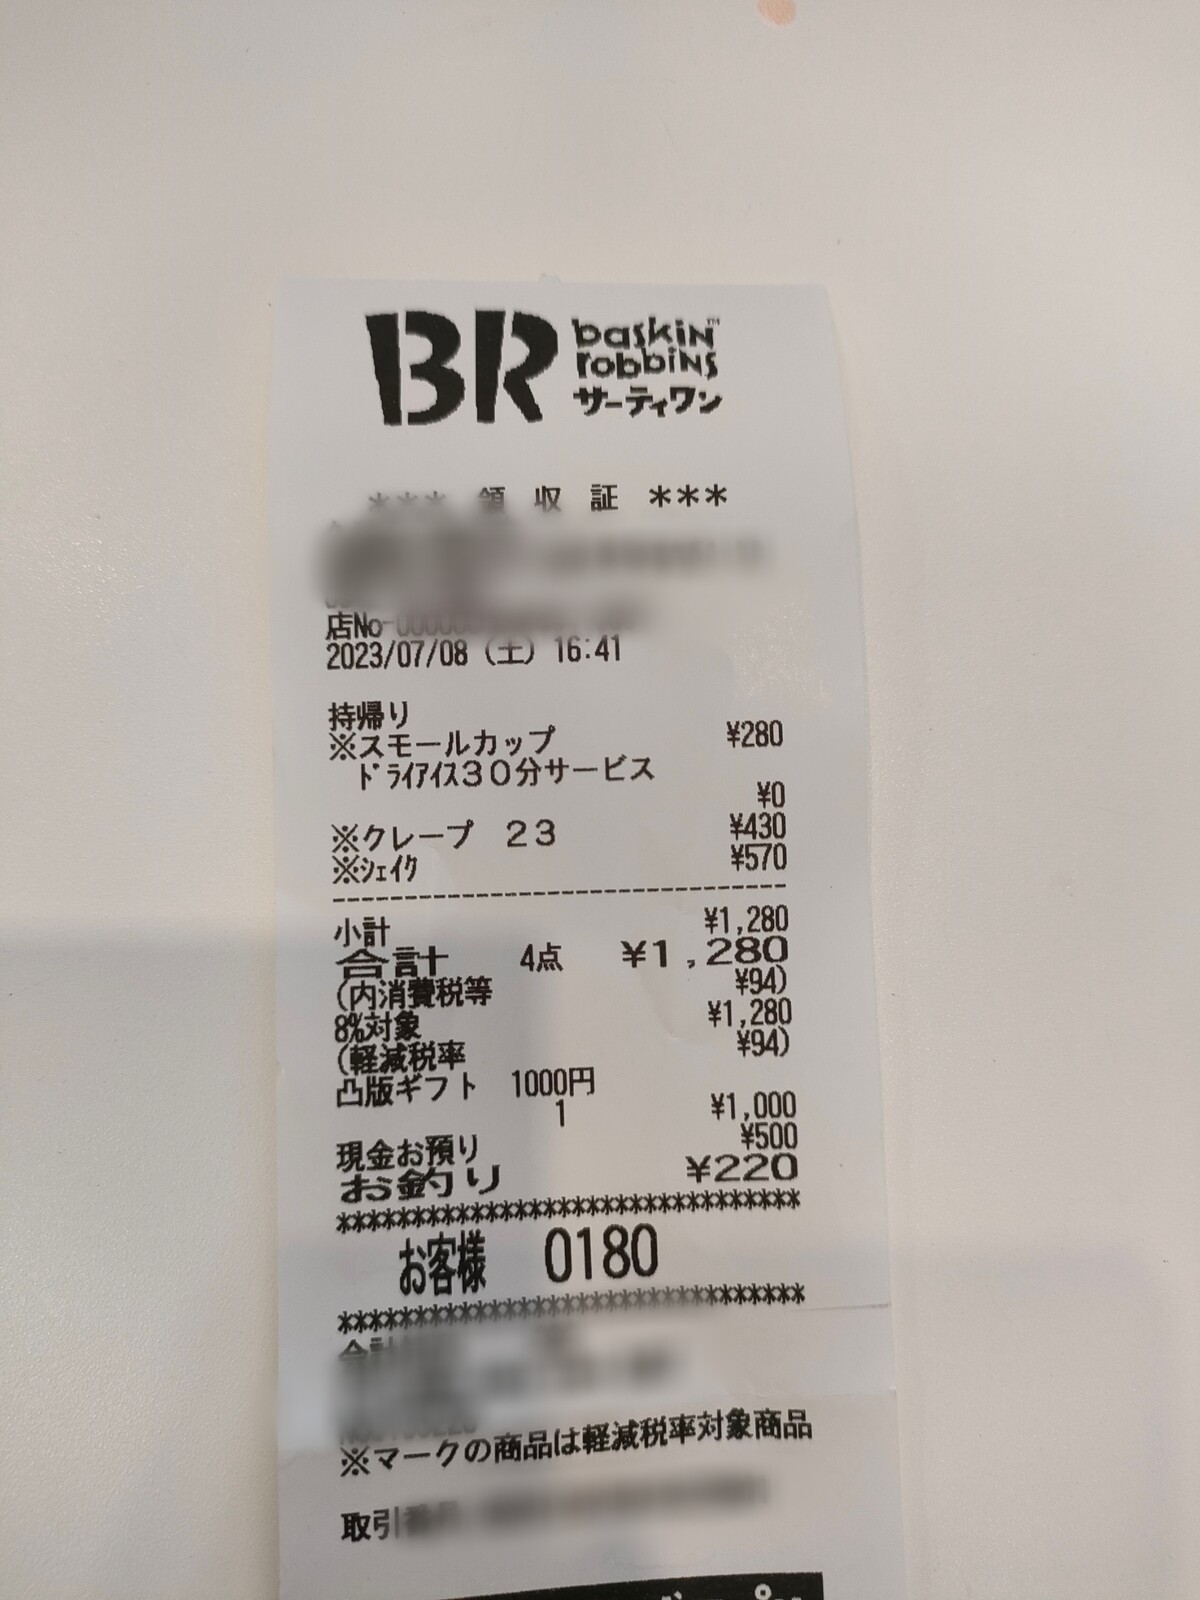 BR baskin robbins サーティワン
*** 領 収 証 ***
店No
2023/07/08 (土) 16:41
持帰り
※スモールカップ ¥280
ドライアイス30分サービス
¥0
※クレープ 23 ¥430
※シェイク ¥570
--------------------------------
小計 ¥1,280
合計 4点 ¥1,280
(内消費税等 ¥94)
8%対象 ¥1,280
(軽減税率 ¥94)
凸版ギフト 1000円
1 ¥1,000
現金お預り ¥500
お釣り ¥220
********************************
お客様 0180
********************************
合計
※マークの商品は軽減税率対象商品
取引